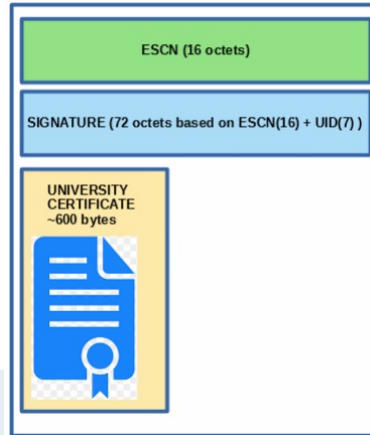 ESCN (16 octets)
SIGNATURE (72 octets based on ESCN(16) + UID(7) )
UNIVERSITY
CERTIFICATE
~600 bytes